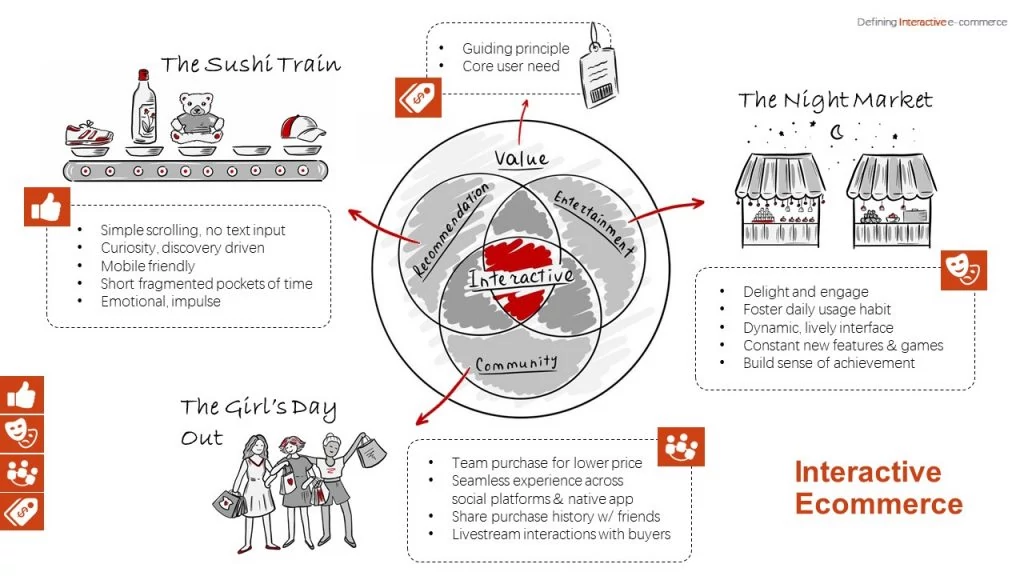 Defining Interactive e-commerce
The Sushi Train
• Guiding principle
• Core user need
The Night Market
Value
Recommendation
Entertainment
Interactive
Community
• Simple scrolling, no text input
• Curiosity, discovery driven
• Mobile friendly
• Short fragmented pockets of time
• Emotional, impulse
• Delight and engage
• Foster daily usage habit
• Dynamic, lively interface
• Constant new features & games
• Build sense of achievement
The Girl's Day
Out
• Team purchase for lower price
• Seamless experience across
social platforms & native app
• Share purchase history w/ friends
• Livestream interactions with buyers
Interactive
Ecommerce